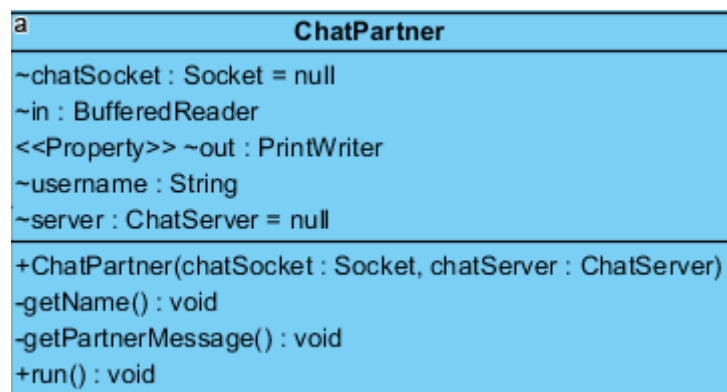 a
ChatPartner
~chatSocket : Socket = null
~in : BufferedReader
<<Property>> ~out : PrintWriter
~username : String
~server : ChatServer = null
+ChatPartner(chatSocket : Socket, chatServer : ChatServer)
-getName() : void
-getPartnerMessage() : void
+run() : void